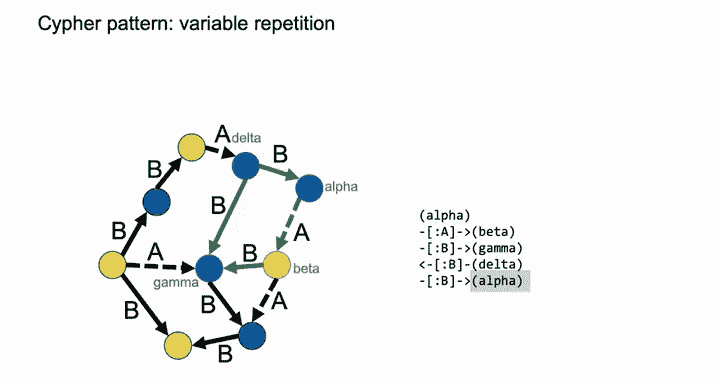 Cypher pattern: variable repetition
A
delta
B
B
alpha
B
B
A
A
B
gamma
beta
B
B
A
B
(alpha)
-[:A]->(beta)
-[:B]->(gamma)
<-[:B]-(delta)
-[:B]->(alpha)